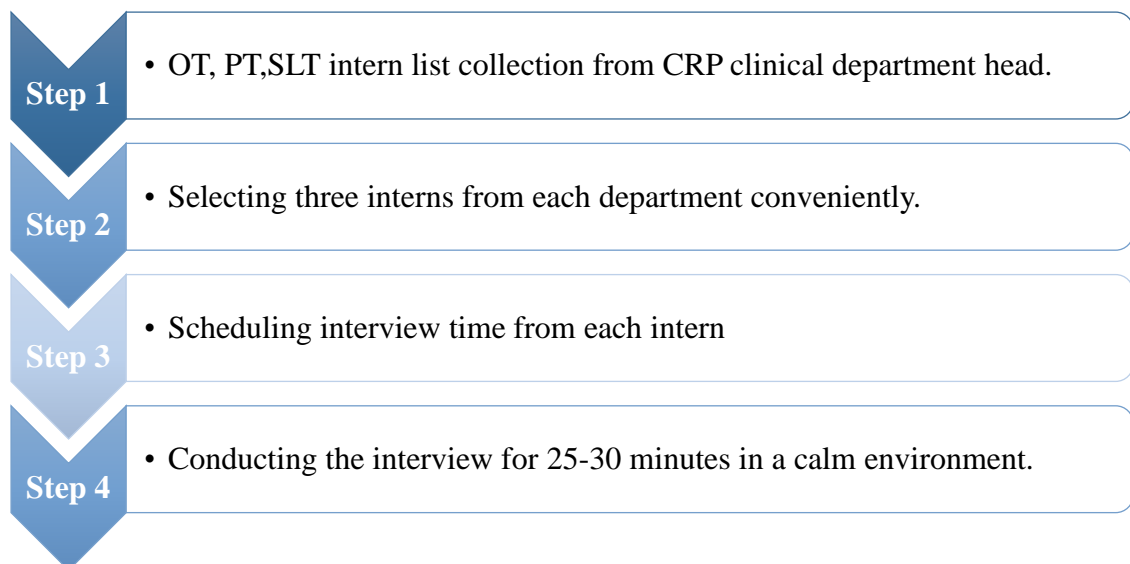 Step 1
• OT, PT,SLT intern list collection from CRP clinical department head.
Step 2
• Selecting three interns from each department conveniently.
Step 3
• Scheduling interview time from each intern
Step 4
• Conducting the interview for 25-30 minutes in a calm environment.